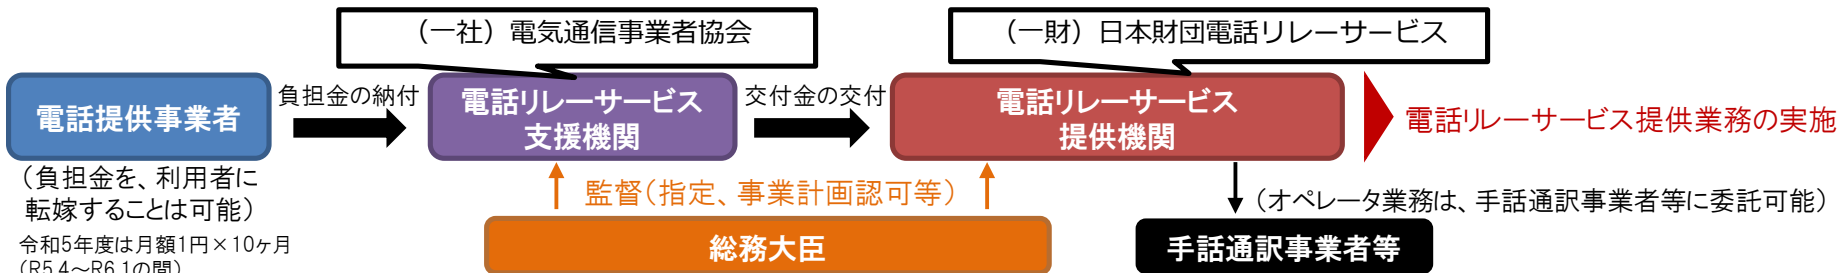 （一社）電気通信事業者協会
（一財）日本財団電話リレーサービス
電話提供事業者
負担金の納付
電話リレーサービス
支援機関
交付金の交付
電話リレーサービス
提供機関
電話リレーサービス提供業務の実施
（負担金を、利用者に
転嫁することは可能）
令和5年度は月額1円×10ヶ月
（R5.4～R6.1の間）
監督（指定、事業計画認可等）
（オペレータ業務は、手話通訳事業者等に委託可能）
総務大臣
手話通訳事業者等